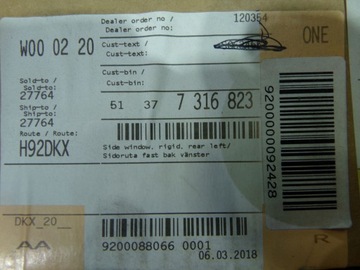 Dealer order no /
Dealer order no:
120354
W00 02 20
Cust-text/
Cust-text:
ONE
Sold-to /
Sold-to:
27764
Cust-bin/
Cust-bin:
51 37 7 316 823
Ship-to /
Ship-to:
27764
Route / Route:
H92DKX
Side window, rigid, rear left/
Sidoruta fast bak vänster
9200000092428
DKX_20__
AA
R
9200088066 0001
06.03.2018